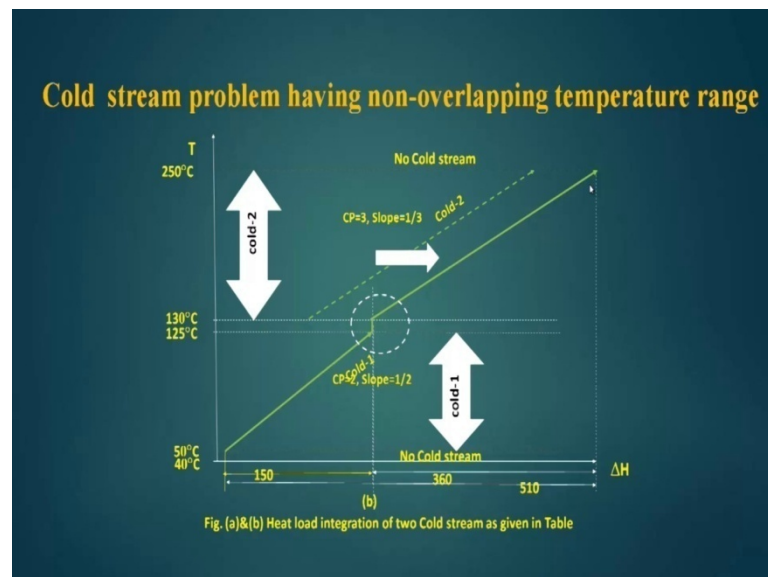 Cold stream problem having non-overlapping temperature range
T
250°C
No Cold stream
cold-2
CP=3, Slope=1/3
Cold-2
130°C
125°C
Cold-1
CP=2, Slope=1/2
cold-1
50°C
40°C
No Cold stream
150
360
510
ΔH
(b)
Fig. (a)&(b) Heat load integration of two Cold stream as given in Table